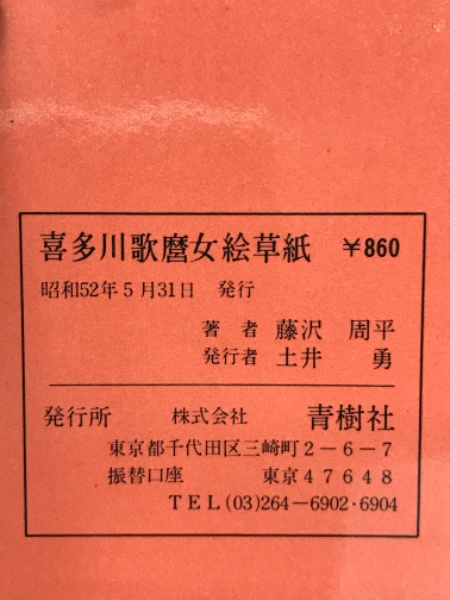 喜多川歌麿女絵草紙　￥860
昭和52年5月31日　発行
著者　藤沢　周平
発行者　土井　勇
発行所　株式会社　青樹社
東京都千代田区三崎町2－6－7
振替口座　東京47648
TEL(03)264－6902・6904